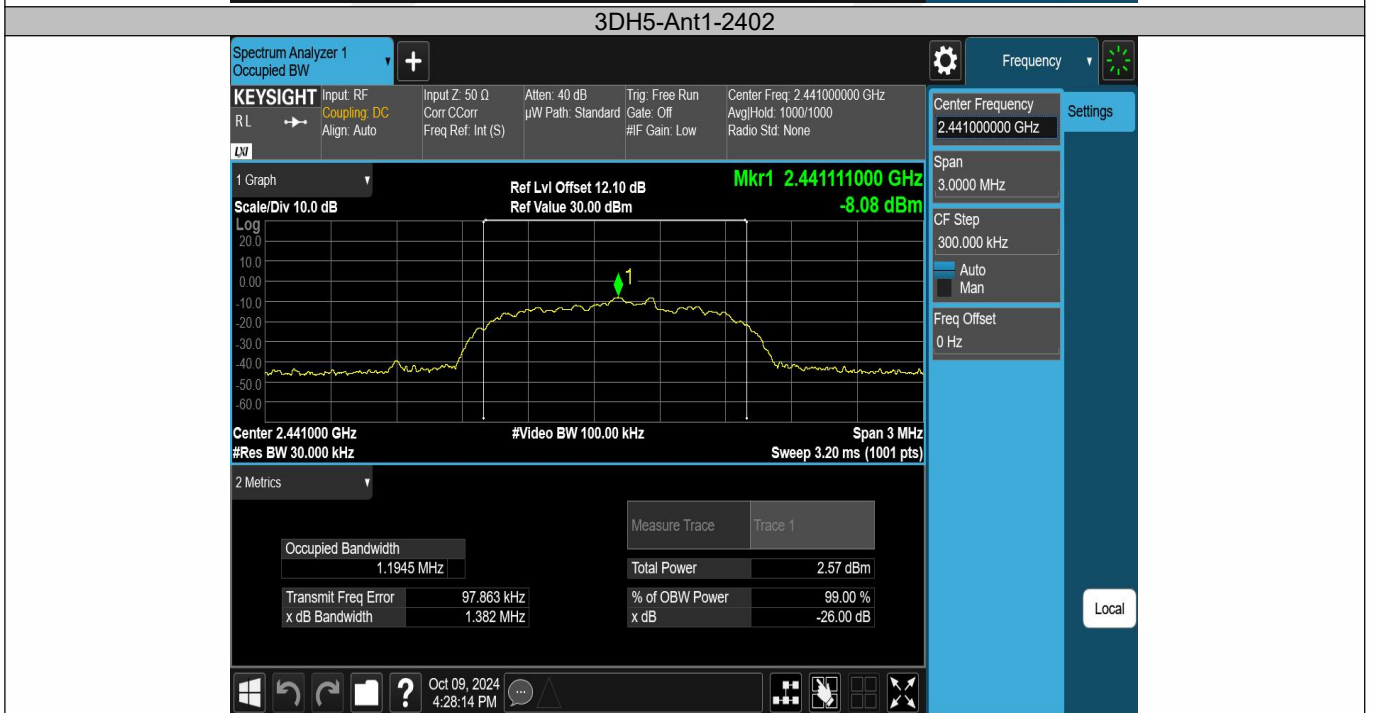 3DH5-Ant1-2402
Spectrum Analyzer 1
Occupied BW
+
Frequency
KEYSIGHT
RL
LXI
Input: RF
Coupling: DC
Align: Auto
Input Z: 50 Ω
Corr CCorr
Freq Ref: Int (S)
Atten: 40 dB
µW Path: Standard
Trig: Free Run
Gate: Off
#IF Gain: Low
Center Freq: 2.441000000 GHz
Avg|Hold: 1000/1000
Radio Std: None
Center Frequency
2.441000000 GHz
Settings
Span
3.0000 MHz
CF Step
300.000 kHz
Auto
Man
Freq Offset
0 Hz
Local
1 Graph
Scale/Div 10.0 dB
Ref Lvl Offset 12.10 dB
Ref Value 30.00 dBm
Mkr1 2.441111000 GHz
-8.08 dBm
Log
20.0
10.0
0.00
-10.0
-20.0
-30.0
-40.0
-50.0
-60.0
1
Center 2.441000 GHz
#Video BW 100.00 kHz
Span 3 MHz
#Res BW 30.000 kHz
Sweep 3.20 ms (1001 pts)
2 Metrics
Measure Trace Trace 1
Occupied Bandwidth
1.1945 MHz
Total Power 2.57 dBm
Transmit Freq Error 97.863 kHz
% of OBW Power 99.00 %
x dB Bandwidth 1.382 MHz
x dB -26.00 dB
?
Oct 09, 2024
4:28:14 PM